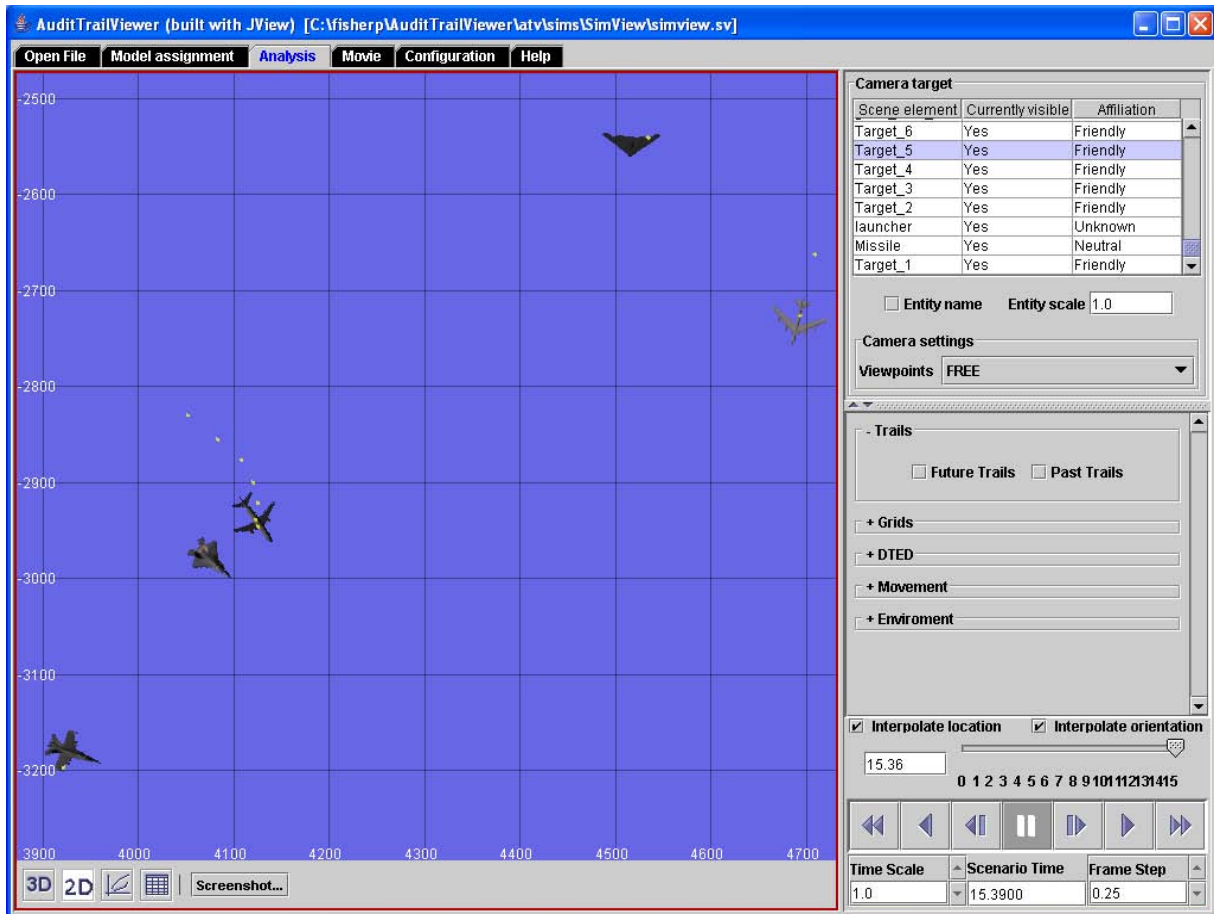 AuditTrailViewer (built with JView) [C:\fisherp\AuditTrailViewer\atv\sims\SimView\simview.sv]
Open File Model assignment Analysis Movie Configuration Help
-2500
-2600
-2700
-2800
-2900
-3000
-3100
-3200
3900 4000 4100 4200 4300 4400 4500 4600 4700
3D 2D Screenshot...
Camera target
Scene element Currently visible Affiliation
Target_6 Yes Friendly
Target_5 Yes Friendly
Target_4 Yes Friendly
Target_3 Yes Friendly
Target_2 Yes Friendly
launcher Yes Unknown
Missile Yes Neutral
Target_1 Yes Friendly
Entity name Entity scale 1.0
Camera settings
Viewpoints FREE
- Trails
Future Trails Past Trails
+ Grids
+ DTED
+ Movement
+ Enviroment
Interpolate location Interpolate orientation
15.36
0 1 2 3 4 5 6 7 8 9 10 11 12 13 14 15
Time Scale Scenario Time Frame Step
1.0 15.3900 0.25